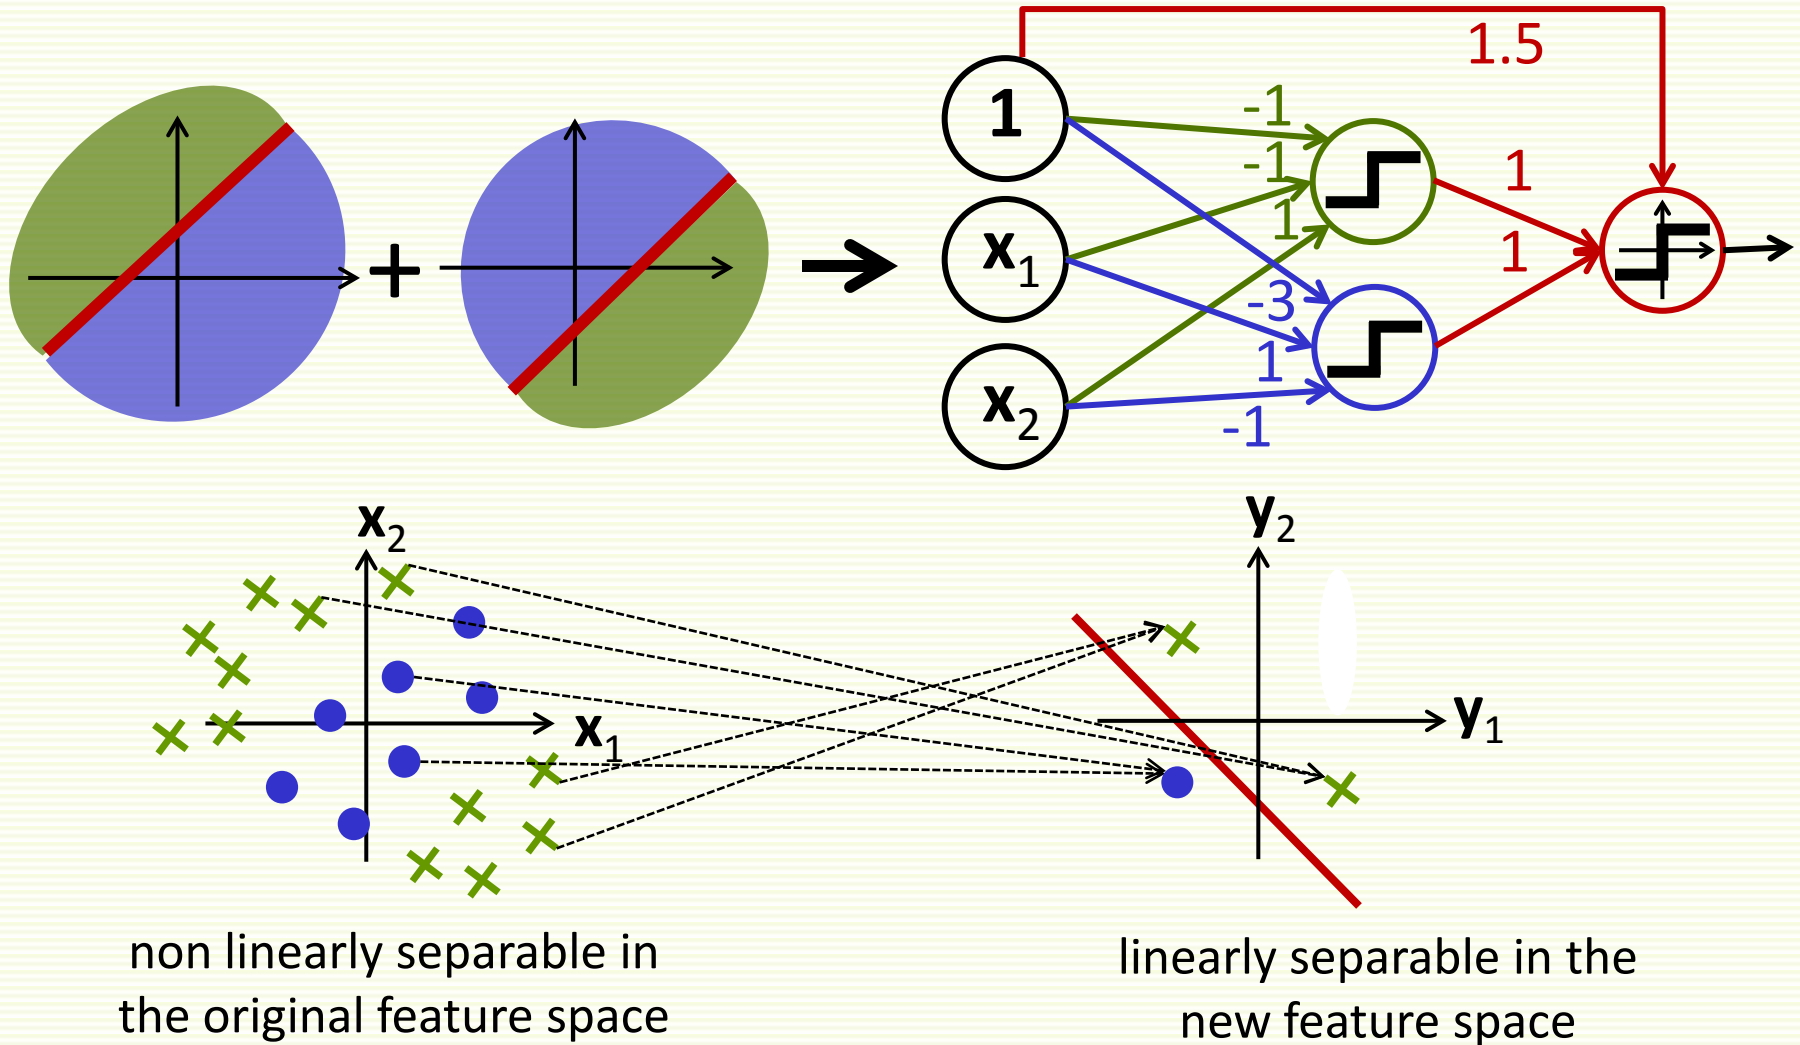 1.5
1
-1
-1
1
1
x1
1
-3
1
x2
-1
+
x2
y2
x1
y1
non linearly separable in
the original feature space
linearly separable in the
new feature space